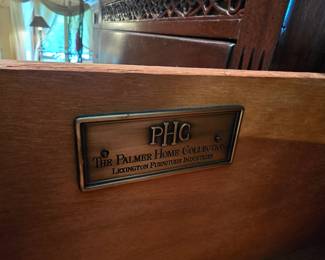 PHC
THE PALMER HOME COLLECTION
LEXINGTON FURNITURE INDUSTRIES